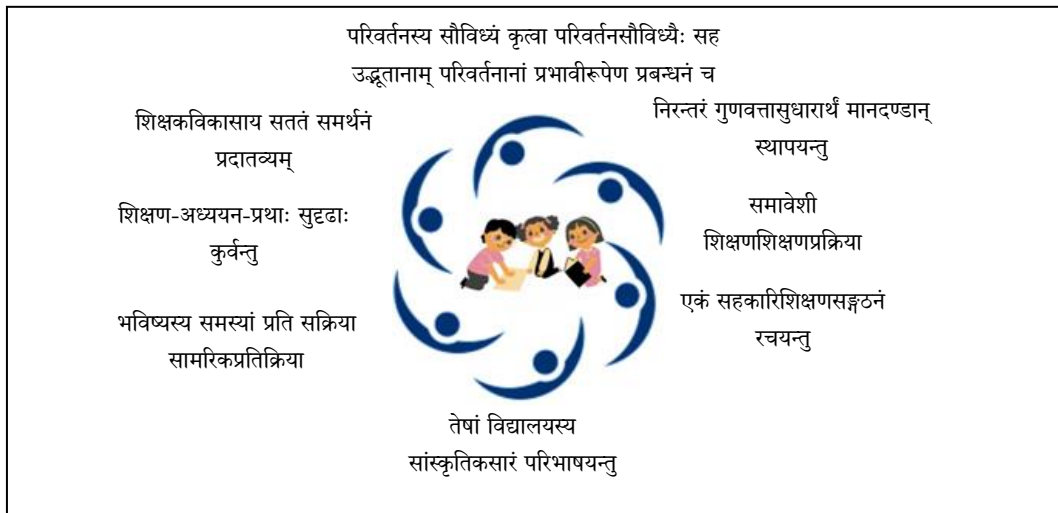 परिवर्तनस्य सौविध्यं कृत्वा परिवर्तनसौविध्यैः सह
उद्भूतानाम् परिवर्तनानां प्रभावीरूपेण प्रबन्धनं च
शिक्षकविकासाय सततं समर्थनं
प्रदातव्यम्
निरन्तरं गुणवत्तासुधारार्थं मानदण्डान्
स्थापयन्तु
शिक्षण-अध्ययन-प्रथाः सुदृढाः
कुर्वन्तु
समावेशी
शिक्षणशिक्षणप्रक्रिया
भविष्यस्य समस्यां प्रति सक्रिया
सामरिकप्रतिक्रिया
एकं सहकारिशिक्षणसङ्गठनं
रचयन्तु
तेषां विद्यालयस्य
सांस्कृतिकसारं परिभाषयन्तु